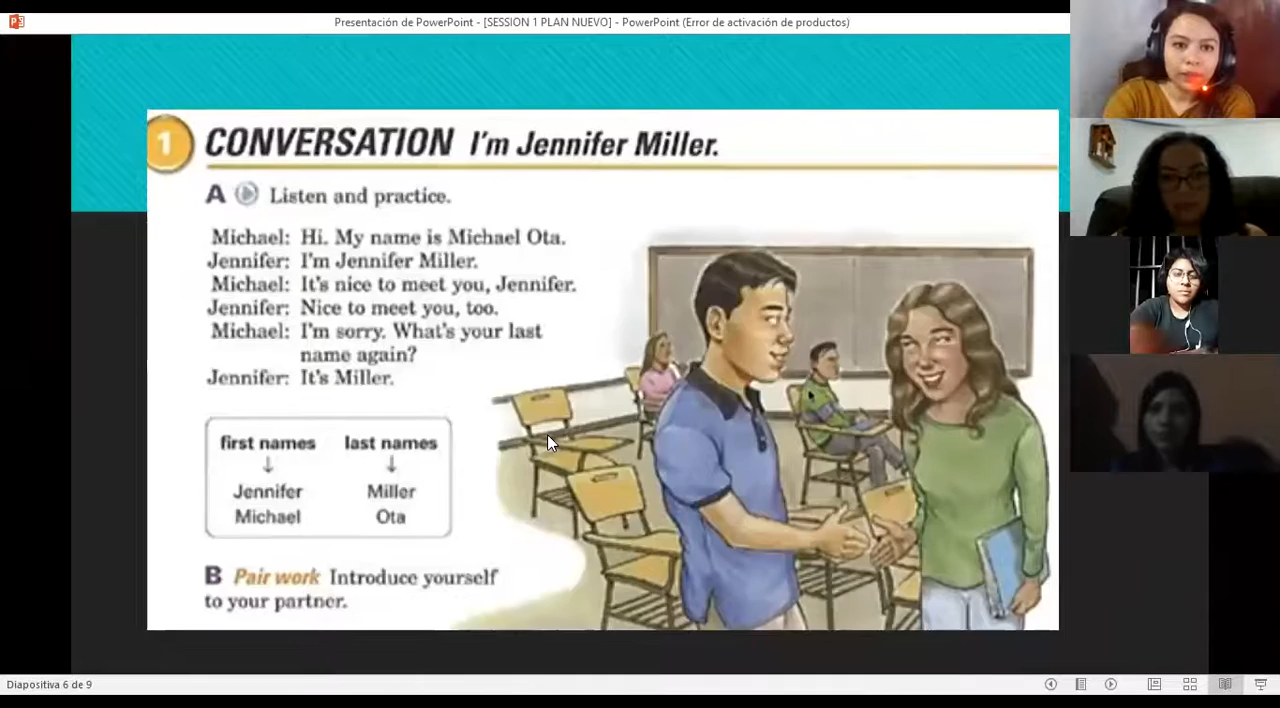 Presentación de PowerPoint - [SESSION 1 PLAN NUEVO] - PowerPoint (Error de activación de productos)
1 CONVERSATION I'm Jennifer Miller.
A Listen and practice.
Michael: Hi. My name is Michael Ota.
Jennifer: I'm Jennifer Miller.
Michael: It's nice to meet you, Jennifer.
Jennifer: Nice to meet you, too.
Michael: I'm sorry. What's your last
name again?
Jennifer: It's Miller.
first names last names
↓ ↓
Jennifer Miller
Michael Ota
B Pair work Introduce yourself
to your partner.
Diapositiva 6 de 9